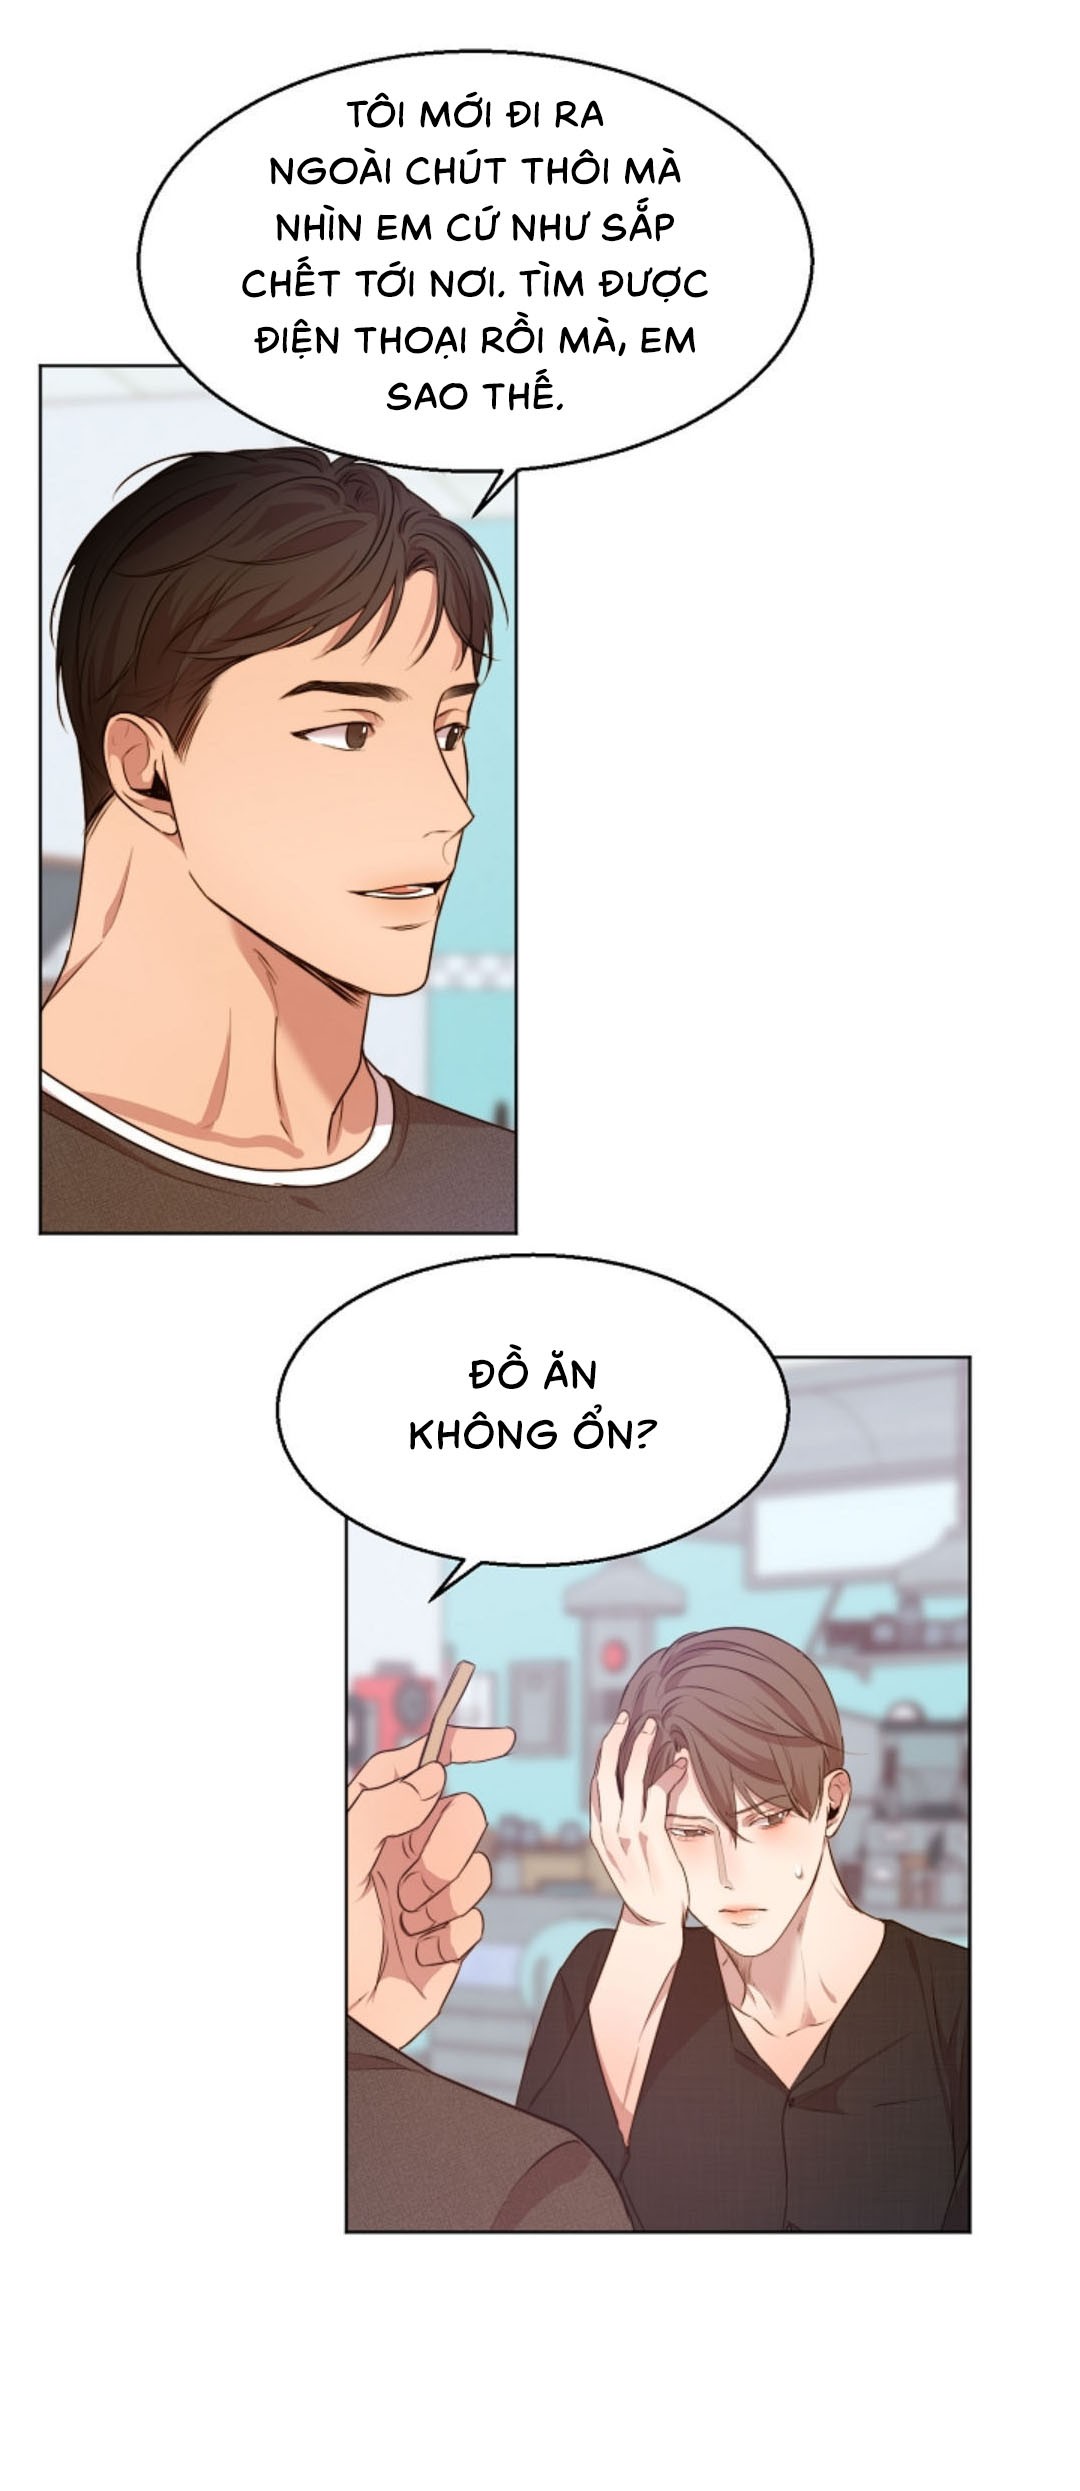 TÔI MỚI ĐI RA
NGOÀI CHÚT THÔI MÀ
NHÌN EM CỨ NHƯ SẮP
CHẾT TỚI NƠI. TÌM ĐƯỢC
ĐIỆN THOẠI RỒI MÀ, EM
SAO THẾ.
ĐỒ ĂN
KHÔNG ỔN?